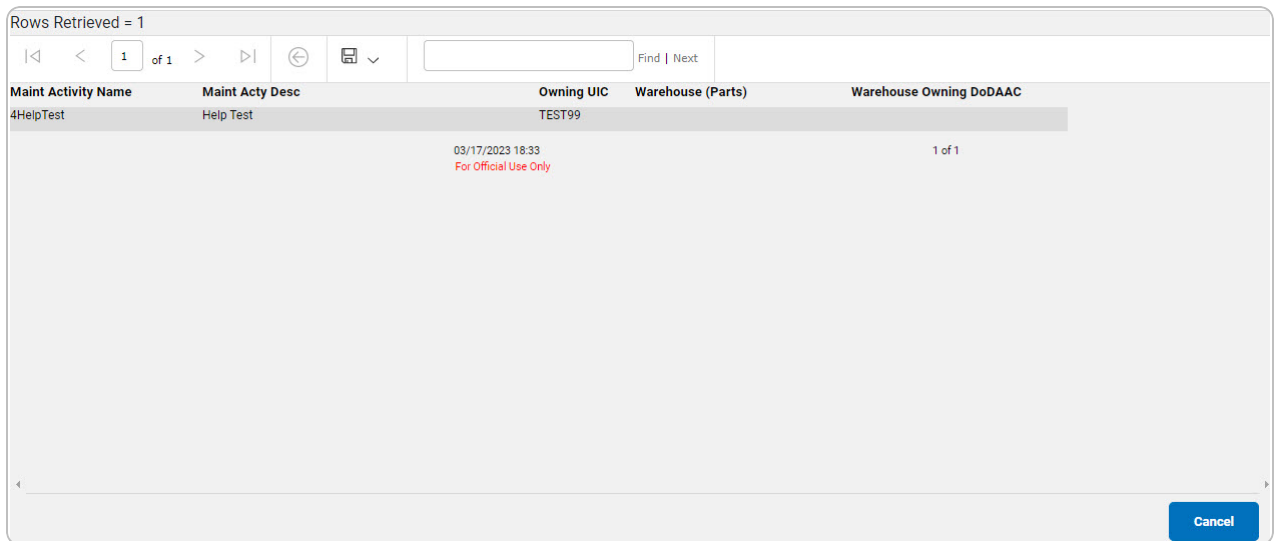 Rows Retrieved = 1
1 of 1 Find | Next
Maint Activity Name Maint Acty Desc Owning UIC Warehouse (Parts) Warehouse Owning DoDAAC
4HelpTest Help Test TEST99
03/17/2023 18:33 1 of 1
For Official Use Only
Cancel